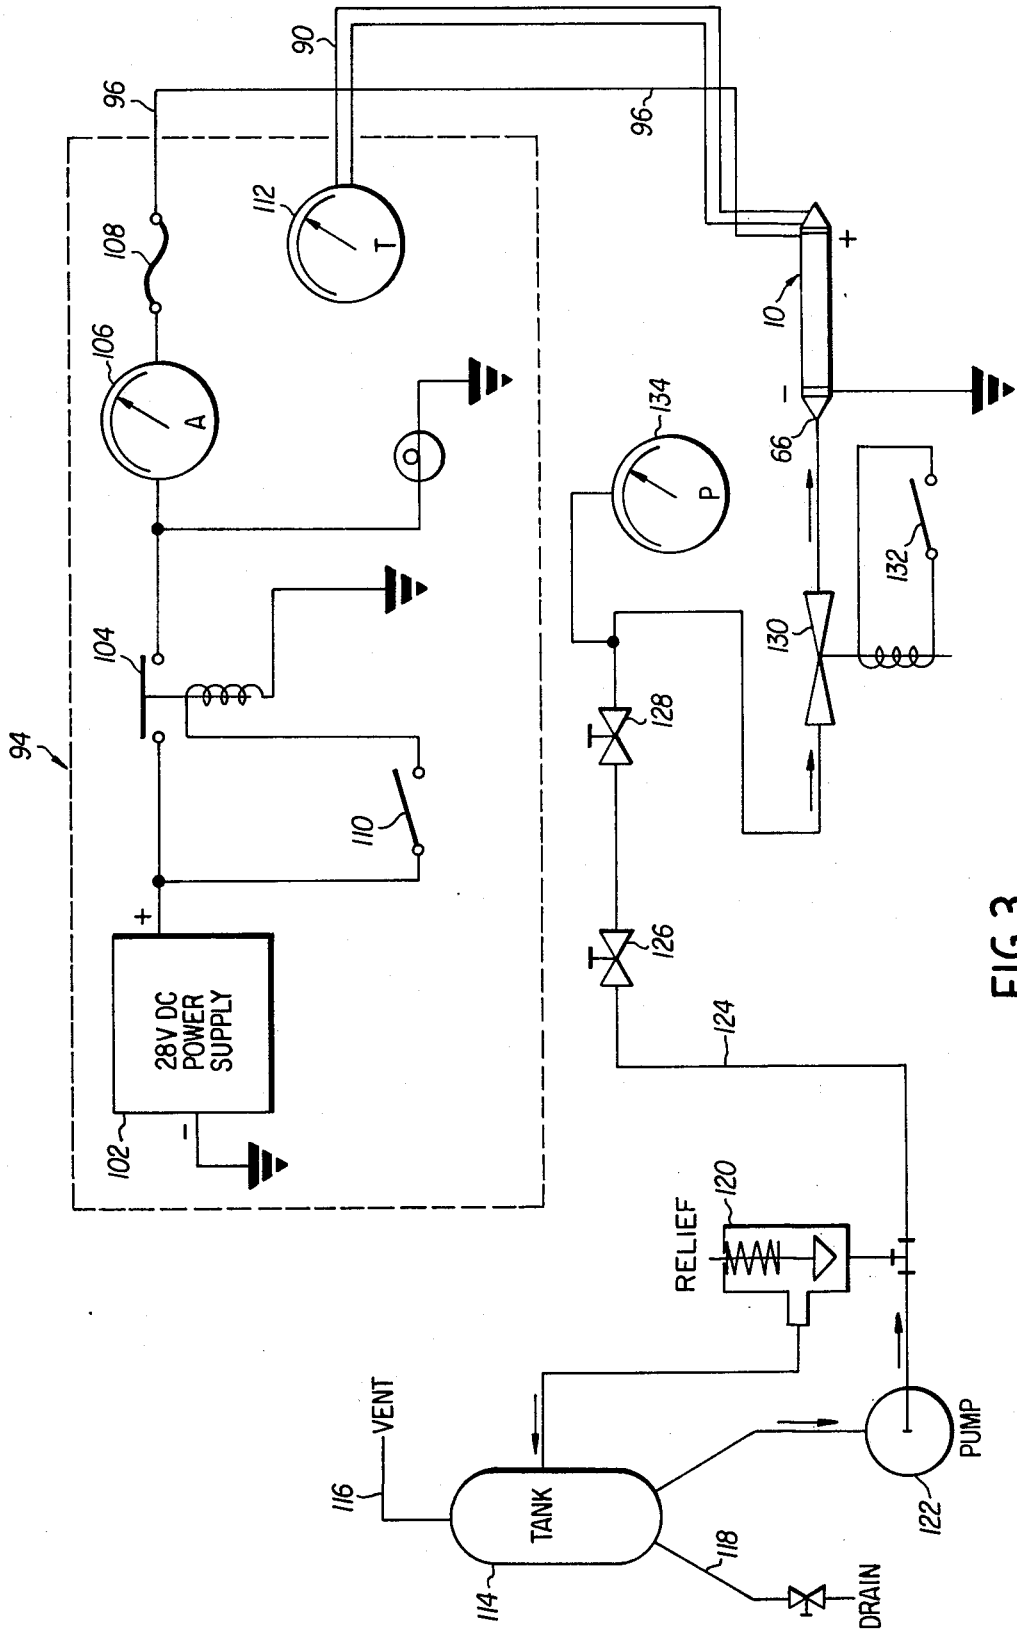 94
102
28V DC
POWER
SUPPLY
+
-
104
110
106
A
108
96
90
112
T
96
116
VENT
114
TANK
118
DRAIN
RELIEF
120
122
PUMP
124
126
128
134
P
130
132
66
-
10
+
FIG. 3